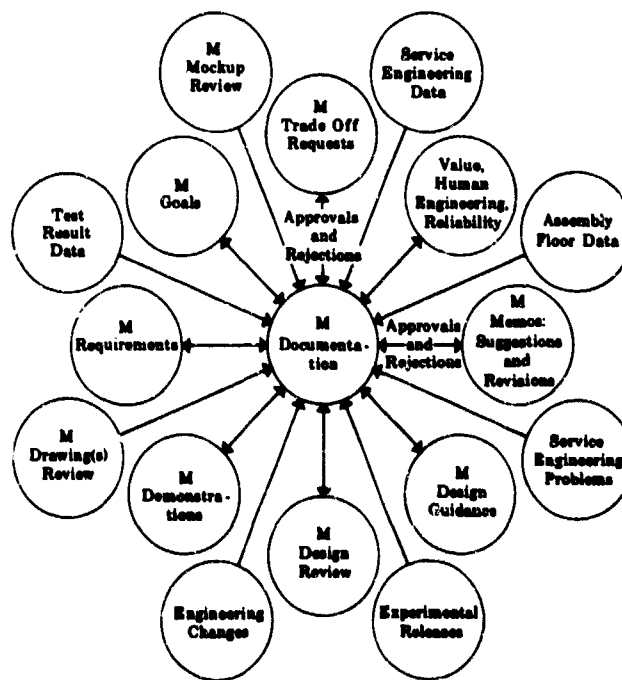 M
Mockup
Review
Service
Engineering
Data
M
Trade Off
Requests
M
Goals
Value,
Human
Engineering,
Reliability
Test
Result
Data
Approvals
and
Rejections
Assembly
Floor Data
M
Requirements
M
Documenta-
tion
Approvals
and
Rejections
M
Memos:
Suggestions
and
Revisions
M
Drawing(s)
Review
M
Demonstra-
tions
M
Design
Review
M
Design
Guidance
Service
Engineering
Problems
Engineering
Changes
Experimental
Releases